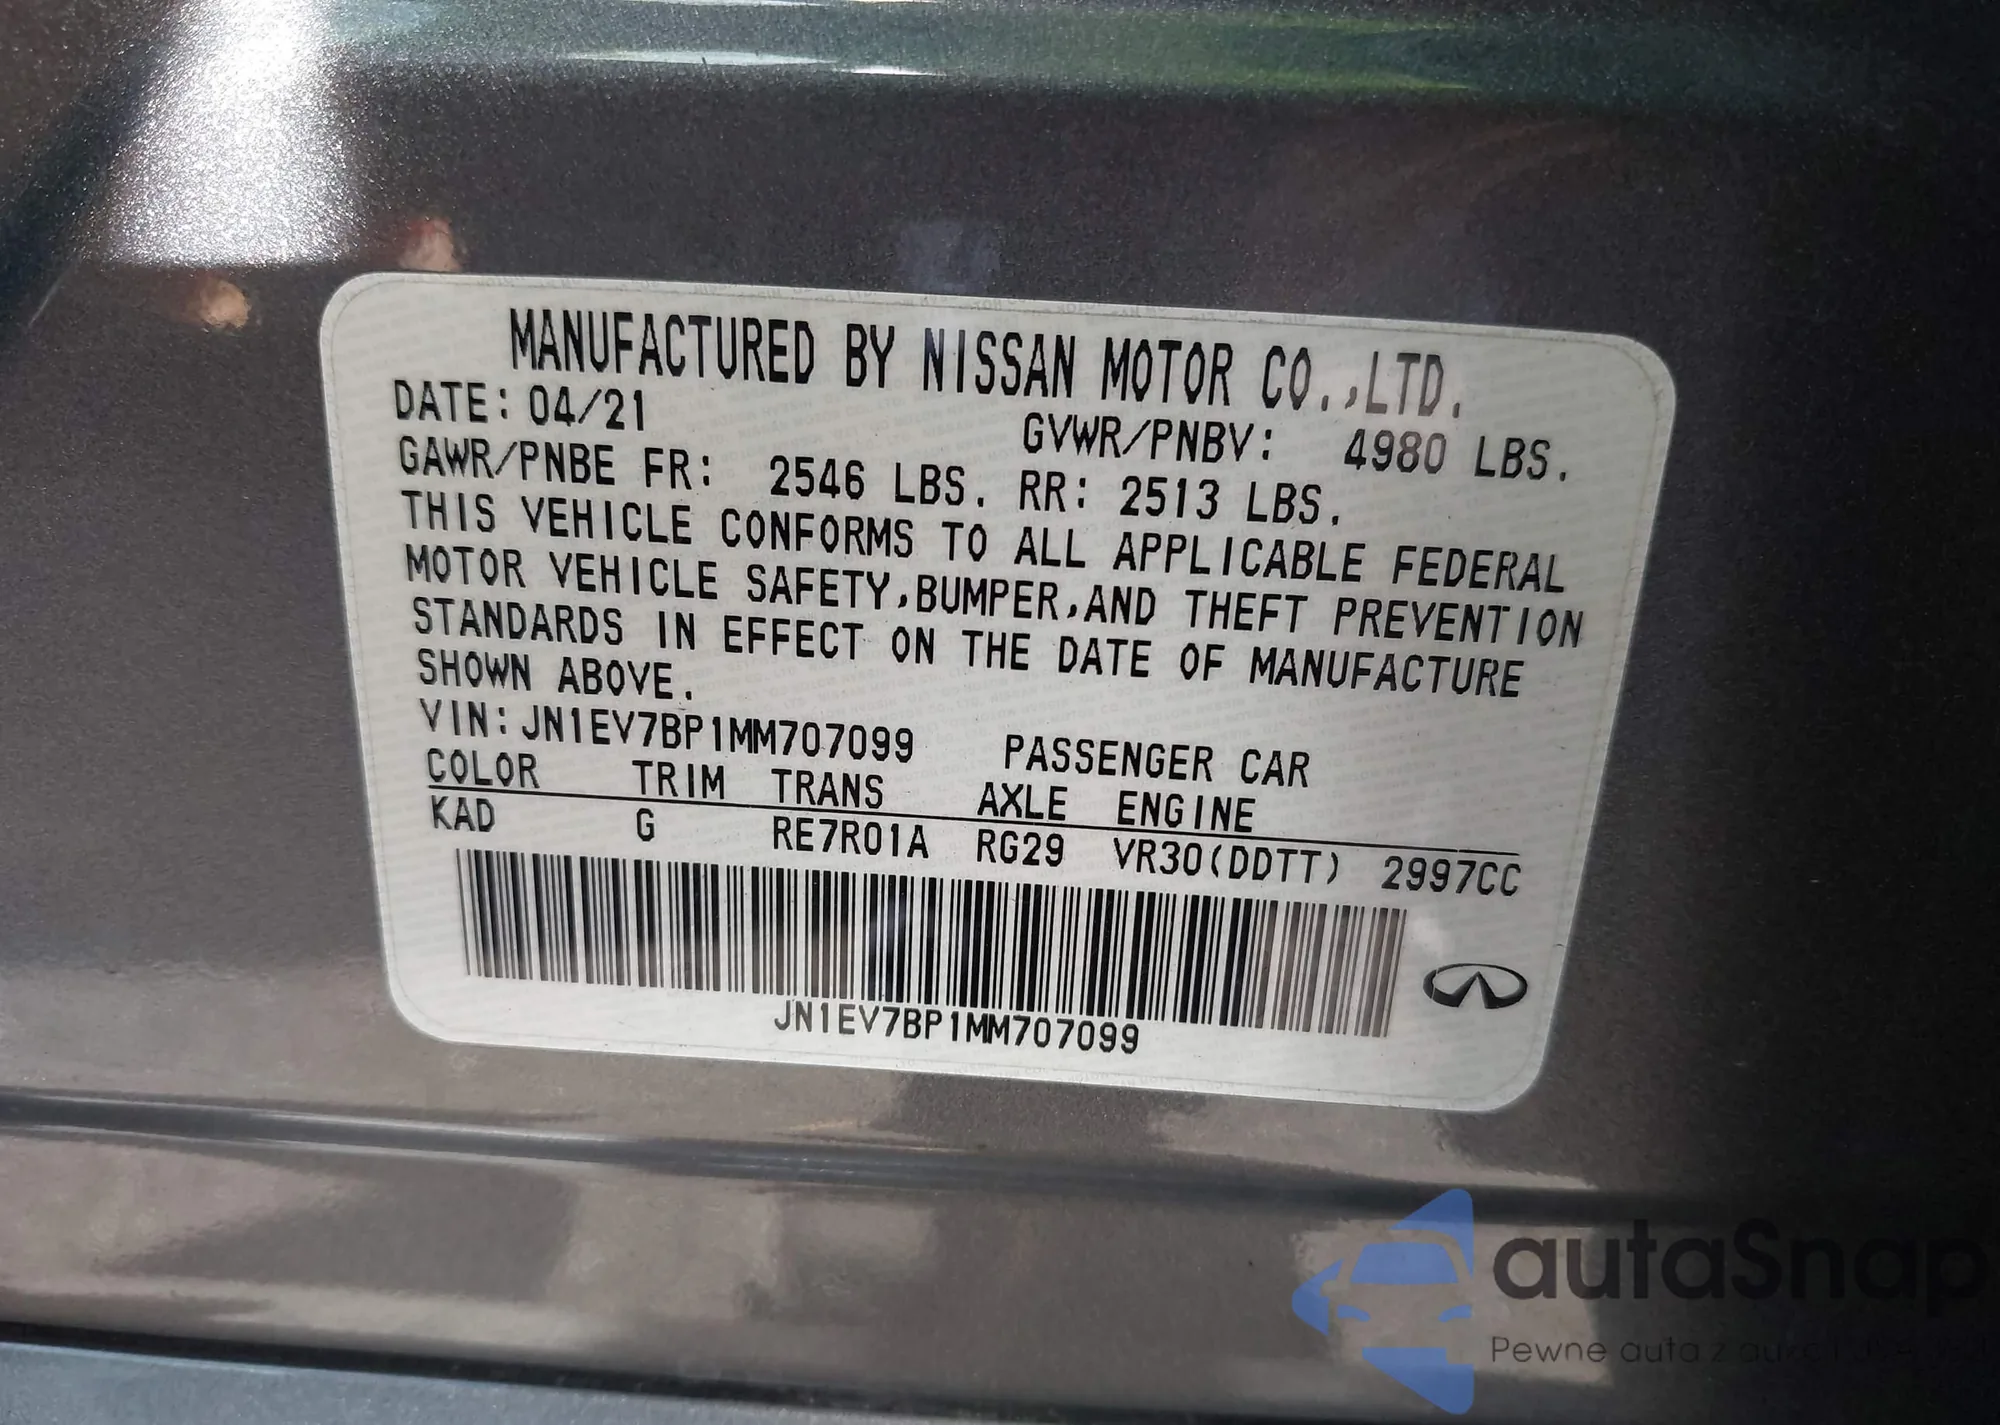 MANUFACTURED BY NISSAN MOTOR CO.,LTD.
DATE: 04/21 GVWR/PNBV: 4980 LBS.
GAWR/PNBE FR: 2546 LBS. RR: 2513 LBS.
THIS VEHICLE CONFORMS TO ALL APPLICABLE FEDERAL
MOTOR VEHICLE SAFETY,BUMPER,AND THEFT PREVENTION
STANDARDS IN EFFECT ON THE DATE OF MANUFACTURE
SHOWN ABOVE.
VIN: JN1EV7BP1MM707099 PASSENGER CAR
COLOR TRIM TRANS AXLE ENGINE
KAD G RE7R01A RG29 VR30(DDTT) 2997CC
JN1EV7BP1MM707099
autaSnap
Pewne auta z